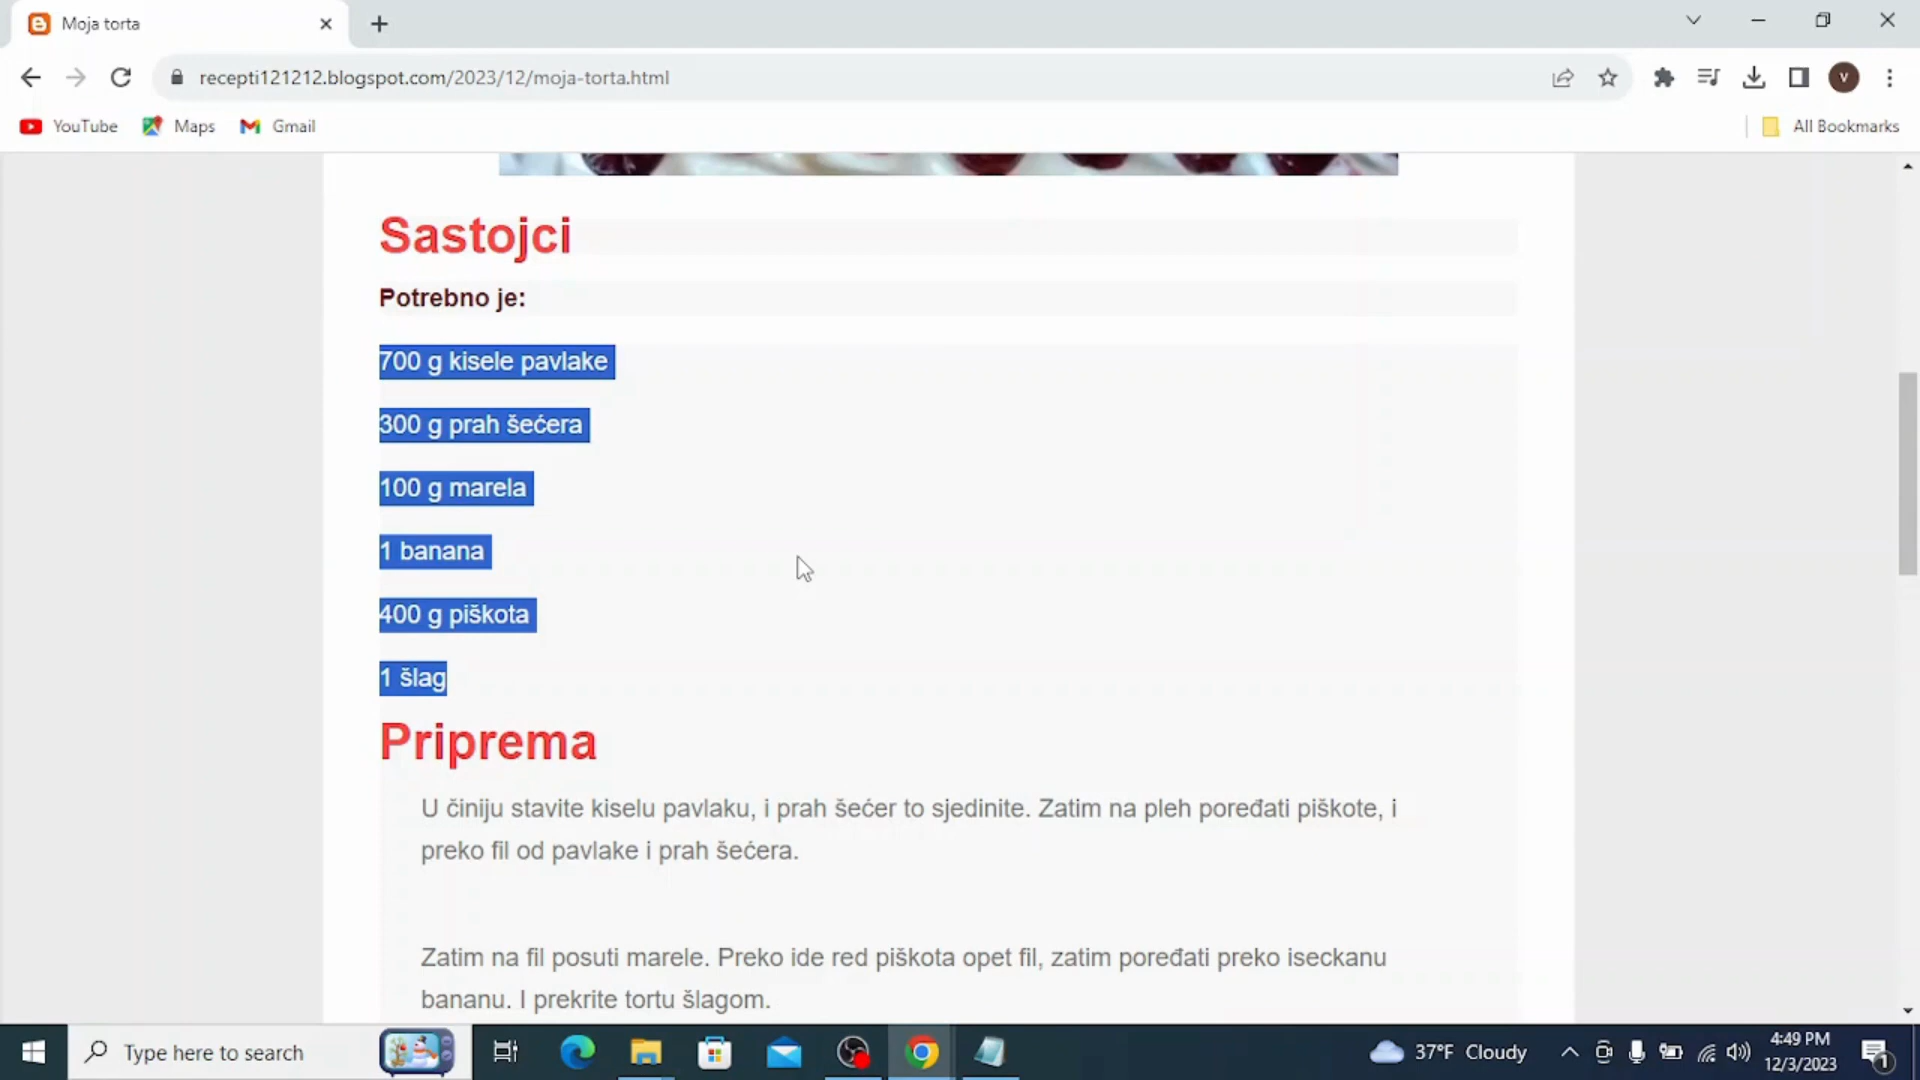 Moja torta
recepti121212.blogspot.com/2023/12/moja-torta.html
V
YouTube Maps Gmail All Bookmarks
Sastojci
Potrebno je:
700 g kisele pavlake
300 g prah šećera
100 g marela
1 banana
400 g piškota
1 šlag
Priprema
U činiju stavite kiselu pavlaku, i prah šećer to sjedinite. Zatim na pleh poređati piškote, i
preko fil od pavlake i prah šećera.
Zatim na fil posuti marele. Preko ide red piškota opet fil, zatim poređati preko iseckanu
bananu. I prekrite tortu šlagom.
Type here to search
37°F Cloudy
4:49 PM
12/3/2023
1